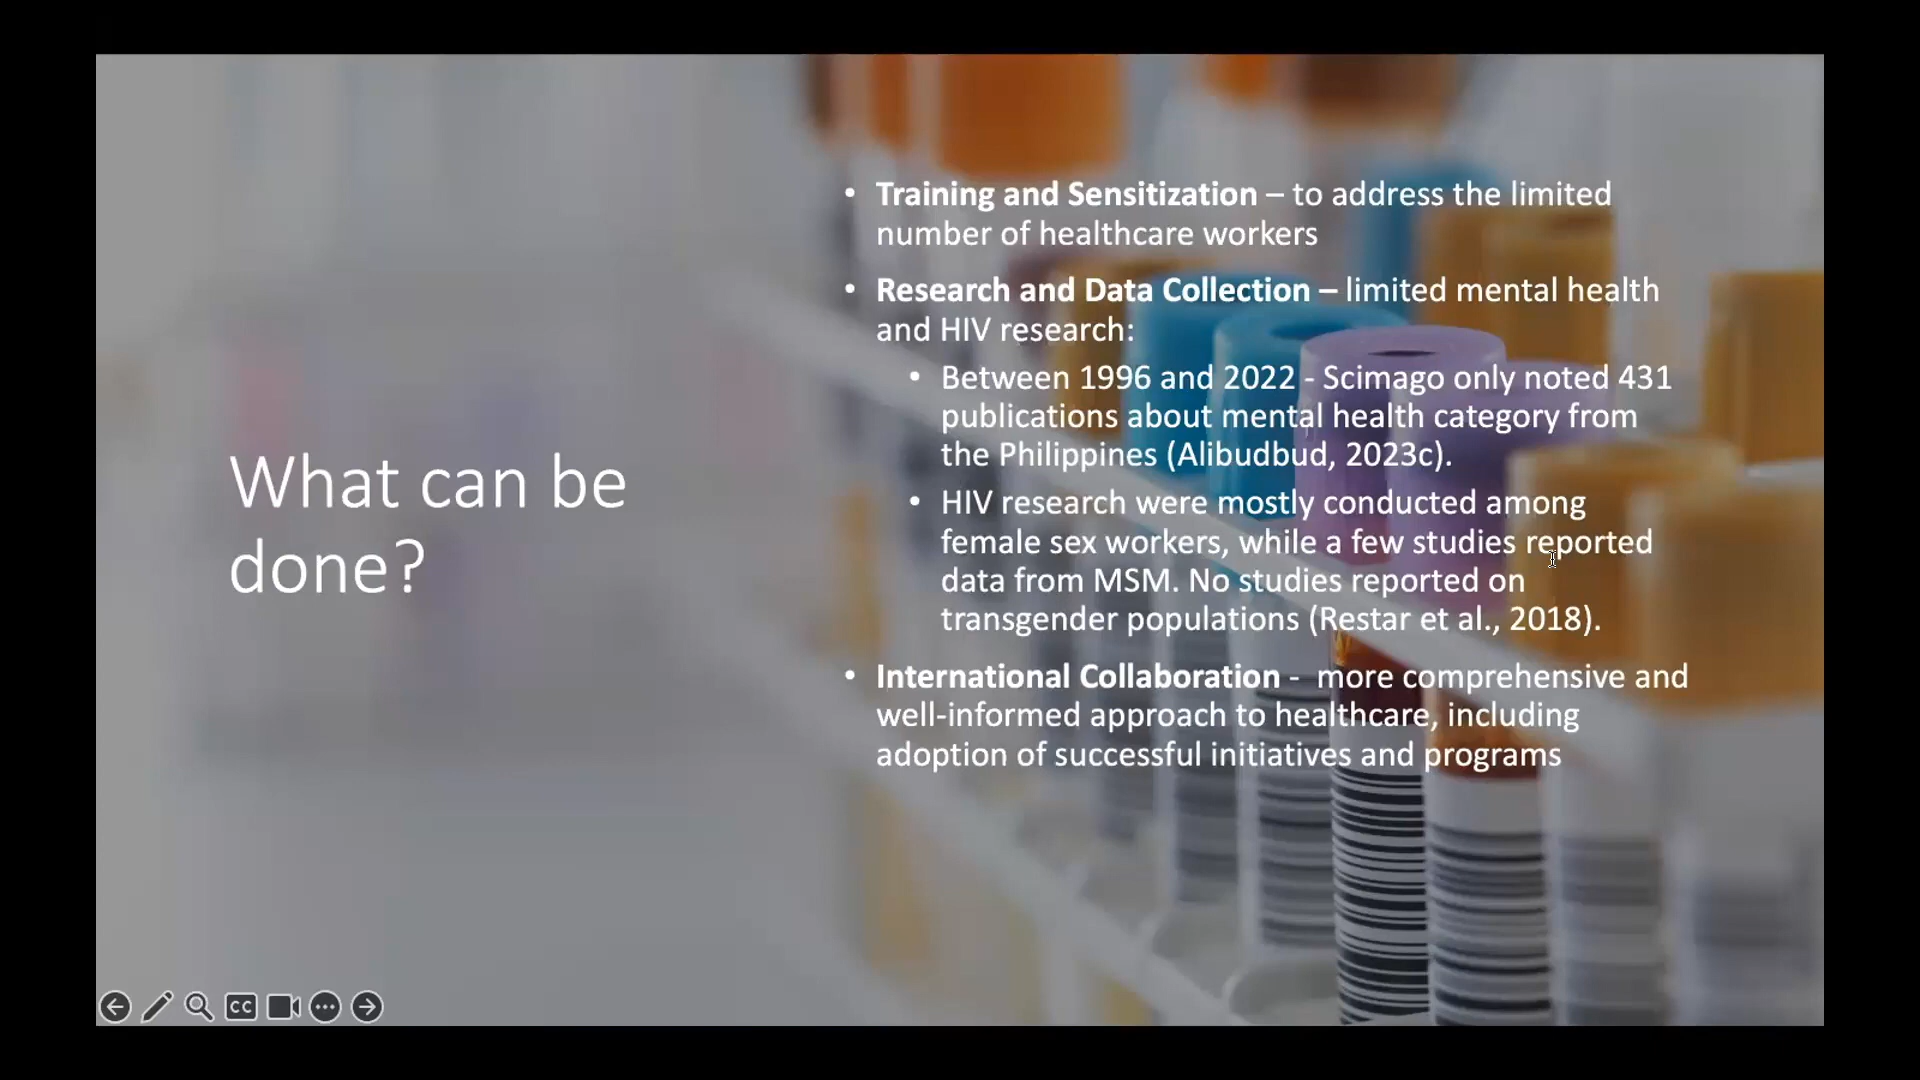 What can be
done?
• Training and Sensitization – to address the limited
number of healthcare workers
• Research and Data Collection – limited mental health
and HIV research:
• Between 1996 and 2022 - Scimago only noted 431
publications about mental health category from
the Philippines (Alibudbud, 2023c).
• HIV research were mostly conducted among
female sex workers, while a few studies reported
data from MSM. No studies reported on
transgender populations (Restar et al., 2018).
• International Collaboration -  more comprehensive and
well-informed approach to healthcare, including
adoption of successful initiatives and programs
CC